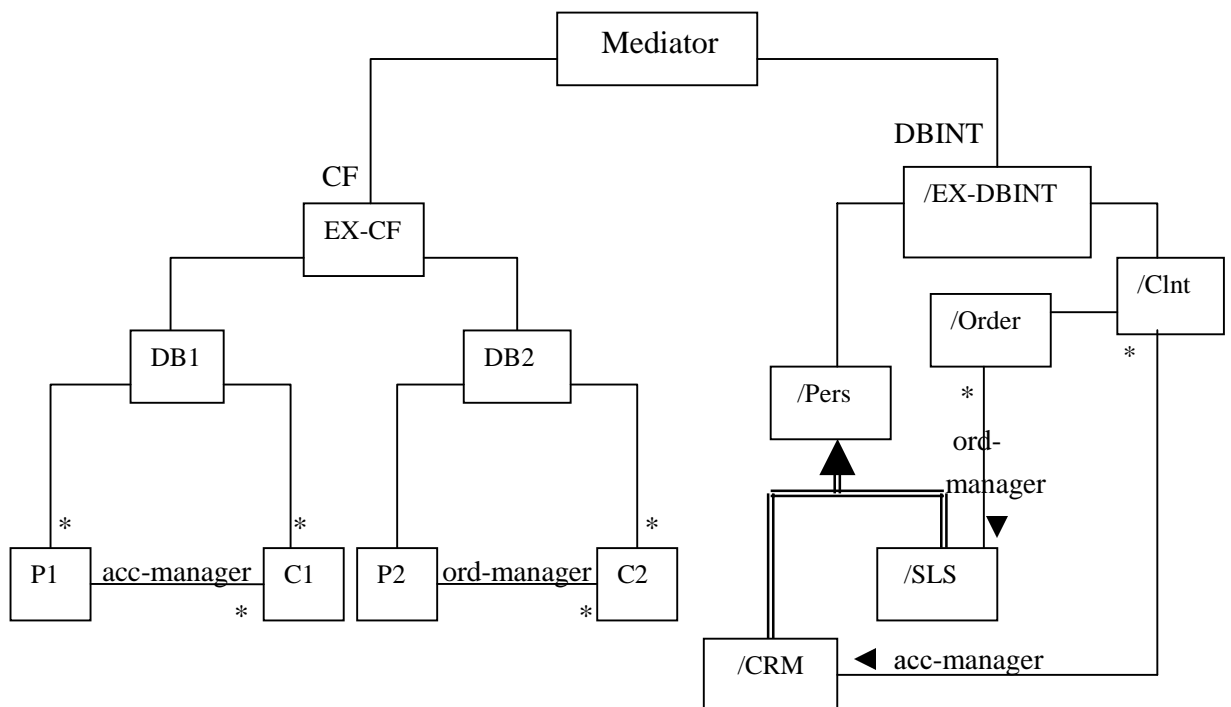 Mediator
DBINT
CF
/EX-DBINT
EX-CF
/Clnt
/Order
DB1
DB2
*
/Pers
*
ord-
manager
*
*
*
P1
acc-manager
C1
P2
ord-manager
C2
/SLS
*
*
/CRM
acc-manager